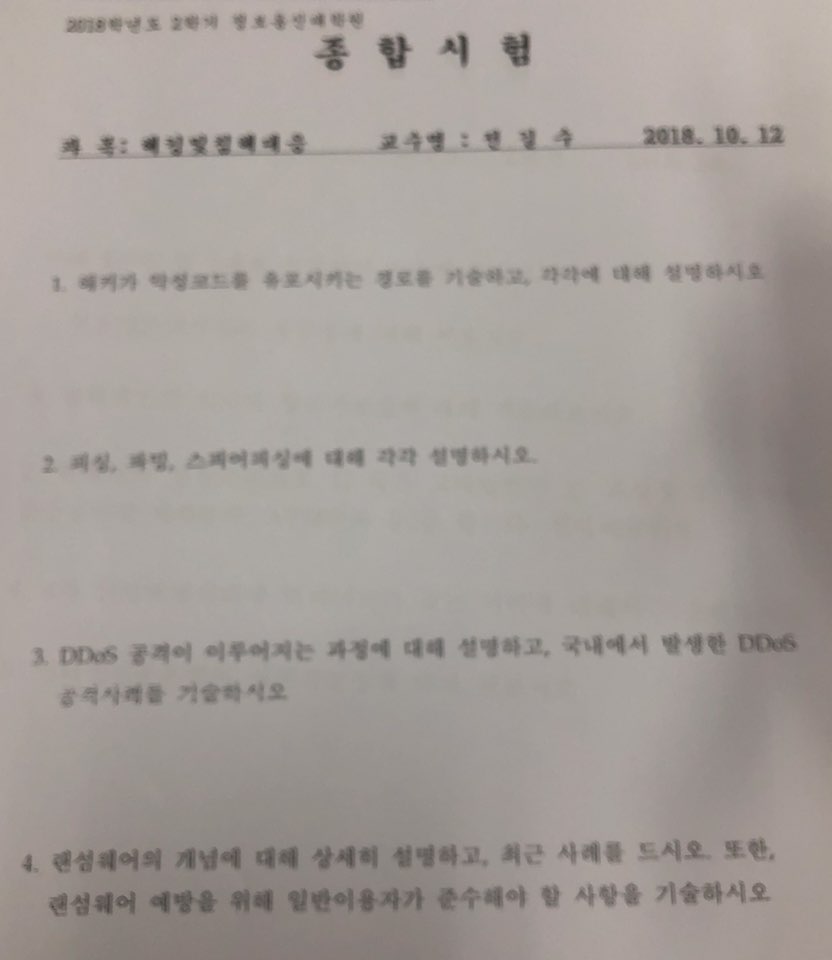 2018학년도 2학기 정보통신대학원
종 합 시 험
과 목: 해킹및침해대응 교수명 : 민 길 수 2018. 10. 12
1. 해커가 악성코드를 유포시키는 경로를 기술하고, 각각에 대해 설명하시오
2. 피싱, 파밍, 스피어피싱에 대해 각각 설명하시오.
3. DDoS 공격이 이루어지는 과정에 대해 설명하고, 국내에서 발생한 DDoS
공격사례를 기술하시오
4. 랜섬웨어의 개념에 대해 상세히 설명하고, 최근 사례를 드시오. 또한,
랜섬웨어 예방을 위해 일반이용자가 준수해야 할 사항을 기술하시오